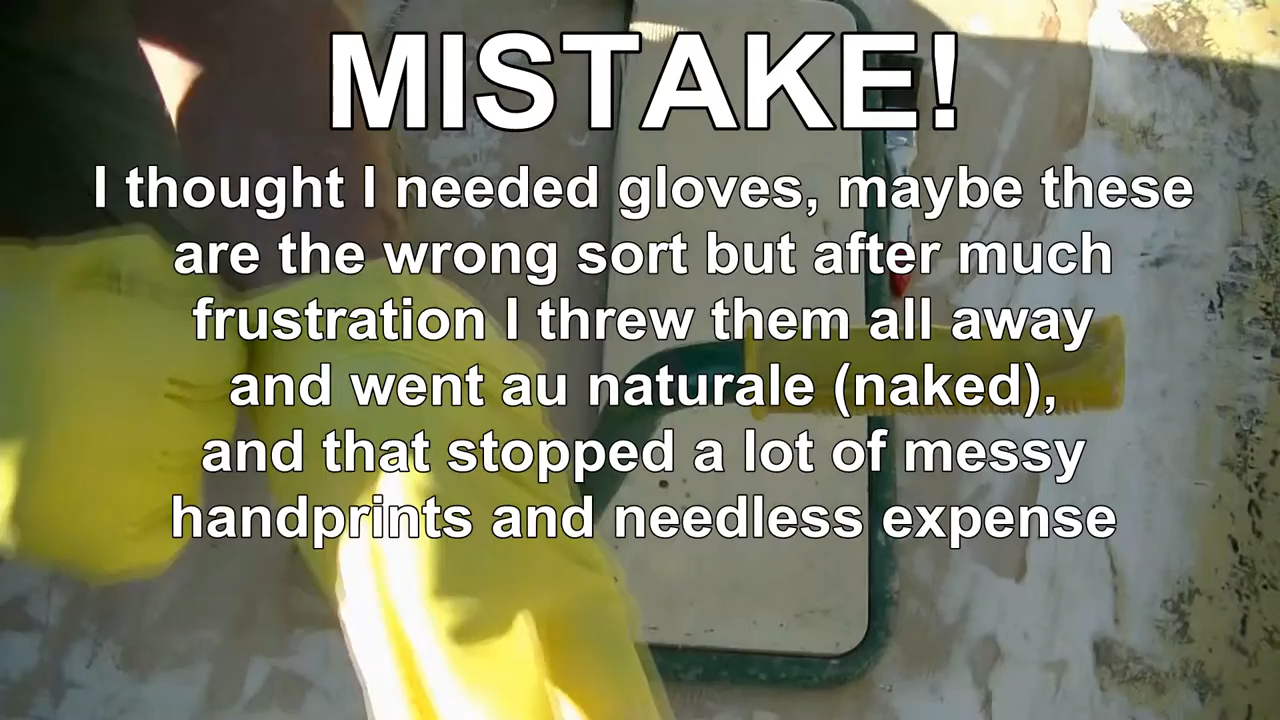 MISTAKE!
I thought I needed gloves, maybe these
are the wrong sort but after much
frustration I threw them all away
and went au naturale (naked),
and that stopped a lot of messy
handprints and needless expense